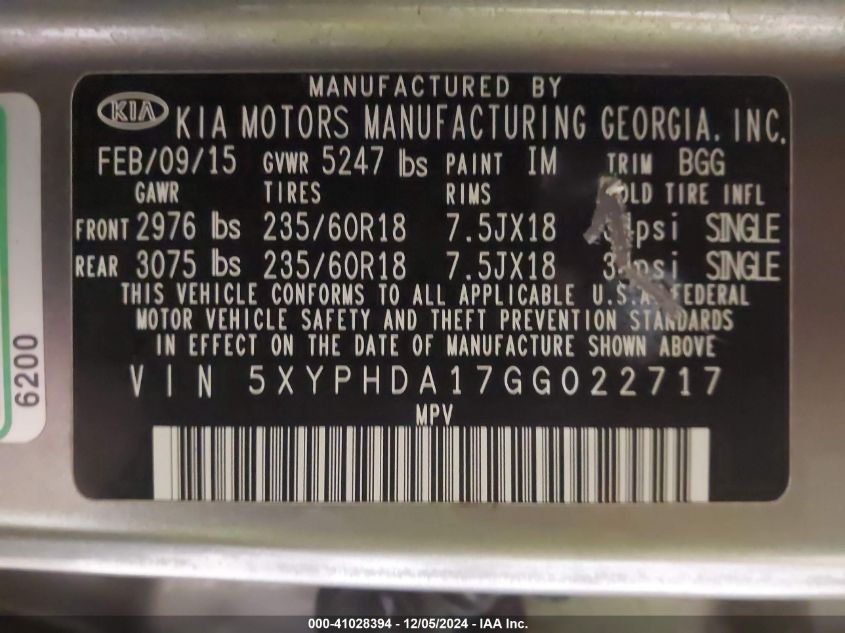 MANUFACTURED BY
KIA KIA MOTORS MANUFACTURING GEORGIA, INC.
FEB/09/15 GVWR 5247 lbs PAINT IM TRIM BGG
GAWR TIRES RIMS COLD TIRE INFL
FRONT 2976 lbs 235/60R18 7.5JX18 psi SINGLE
REAR 3075 lbs 235/60R18 7.5JX18 psi SINGLE
THIS VEHICLE CONFORMS TO ALL APPLICABLE U.S.A. FEDERAL
MOTOR VEHICLE SAFETY AND THEFT PREVENTION STANDARDS
IN EFFECT ON THE DATE OF MANUFACTURE SHOWN ABOVE
VIN 5XYPHDA17GG022717
MPV
6200
000-41028394 - 12/05/2024 - IAA Inc.